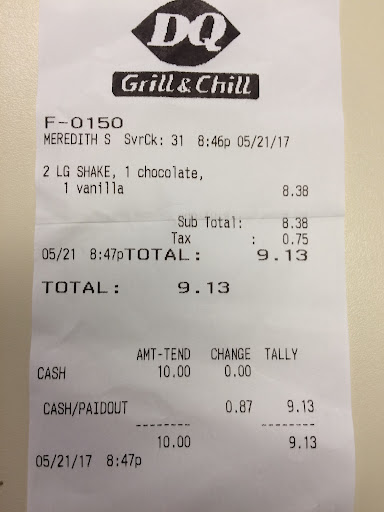 DQ
Grill & Chill
F-0150
MEREDITH S SvrCk: 31 8:46p 05/21/17
2 LG SHAKE, 1 chocolate,
1 vanilla 8.38
Sub Total: 8.38
Tax : 0.75
05/21 8:47pTOTAL: 9.13
TOTAL: 9.13
AMT-TEND CHANGE TALLY
CASH 10.00 0.00
CASH/PAIDOUT 0.87 9.13
-------- --------
10.00 9.13
05/21/17 8:47p